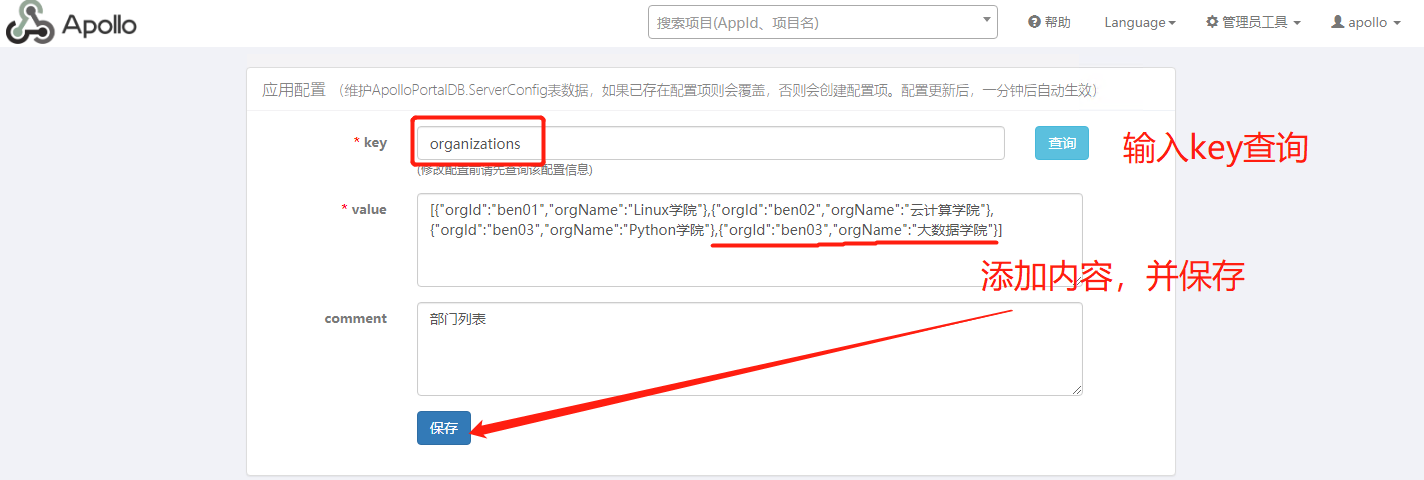 Apollo
搜索项目(AppId、项目名)
帮助
Language
管理员工具
apollo
应用配置 （维护ApolloPortalDB.ServerConfig表数据，如果已存在配置项则会覆盖，否则会创建配置项。配置更新后，一分钟后自动生效）
* key
organizations
查询
输入key查询
(修改配置前请先查询该配置信息)
* value
[{"orgId":"ben01","orgName":"Linux学院"},{"orgId":"ben02","orgName":"云计算学院"},
{"orgId":"ben03","orgName":"Python学院"},{"orgId":"ben03","orgName":"大数据学院"}]
添加内容，并保存
comment
部门列表
保存